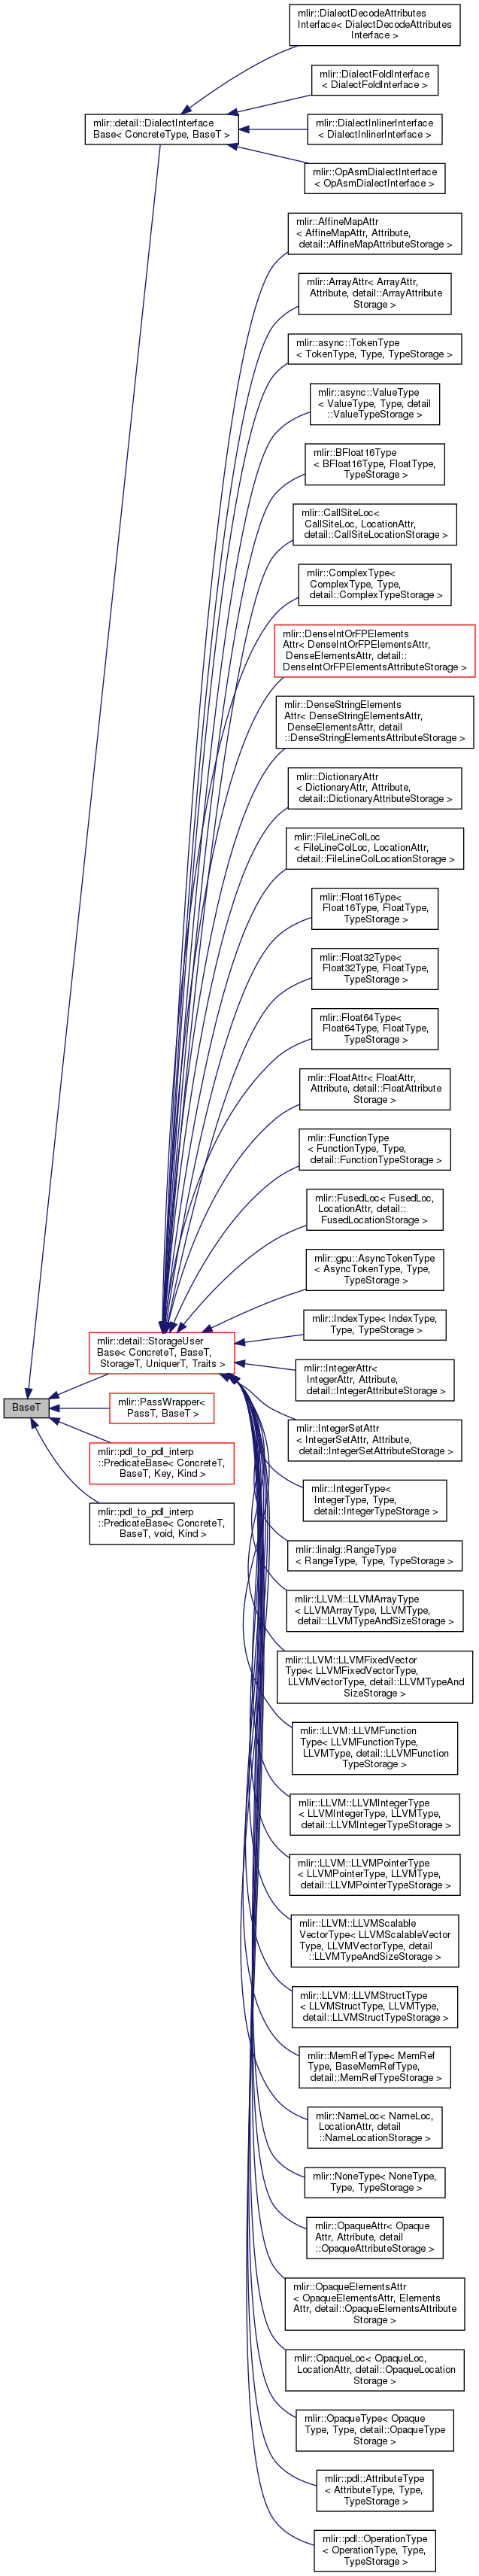 mlir::DialectDecodeAttributes
Interface< DialectDecodeAttributes
Interface >
mlir::DialectFoldInterface
< DialectFoldInterface >
mlir::detail::DialectInterface
Base< ConcreteType, BaseT >
mlir::DialectInlinerInterface
< DialectInlinerInterface >
mlir::OpAsmDialectInterface
< OpAsmDialectInterface >
mlir::AffineMapAttr
< AffineMapAttr, Attribute,
detail::AffineMapAttributeStorage >
mlir::ArrayAttr< ArrayAttr,
Attribute, detail::ArrayAttribute
Storage >
mlir::async::TokenType
< TokenType, Type, TypeStorage >
mlir::async::ValueType
< ValueType, Type, detail
::ValueTypeStorage >
mlir::BFloat16Type
< BFloat16Type, FloatType,
TypeStorage >
mlir::CallSiteLoc<
CallSiteLoc, LocationAttr,
detail::CallSiteLocationStorage >
mlir::ComplexType<
ComplexType, Type,
detail::ComplexTypeStorage >
mlir::DenseIntOrFPElements
Attr< DenseIntOrFPElementsAttr,
DenseElementsAttr, detail::
DenseIntOrFPElementsAttributeStorage >
mlir::DenseStringElements
Attr< DenseStringElementsAttr,
DenseElementsAttr, detail
::DenseStringElementsAttributeStorage >
mlir::DictionaryAttr
< DictionaryAttr, Attribute,
detail::DictionaryAttributeStorage >
mlir::FileLineColLoc
< FileLineColLoc, LocationAttr,
detail::FileLineColLocationStorage >
mlir::Float16Type<
Float16Type, FloatType,
TypeStorage >
mlir::Float32Type<
Float32Type, FloatType,
TypeStorage >
mlir::Float64Type<
Float64Type, FloatType,
TypeStorage >
mlir::FloatAttr< FloatAttr,
Attribute, detail::FloatAttribute
Storage >
mlir::FunctionType
< FunctionType, Type,
detail::FunctionTypeStorage >
mlir::FusedLoc< FusedLoc,
LocationAttr, detail::
FusedLocationStorage >
mlir::gpu::AsyncTokenType
< AsyncTokenType, Type,
TypeStorage >
mlir::IndexType< IndexType,
Type, TypeStorage >
mlir::detail::StorageUser
Base< ConcreteT, BaseT,
StorageT, UniquerT, Traits >
mlir::IntegerAttr<
IntegerAttr, Attribute,
detail::IntegerAttributeStorage >
BaseT
mlir::PassWrapper<
PassT, BaseT >
mlir::IntegerSetAttr
< IntegerSetAttr, Attribute,
detail::IntegerSetAttributeStorage >
mlir::pdl_to_pdl_interp
::PredicateBase< ConcreteT,
BaseT, Key, Kind >
mlir::IntegerType<
IntegerType, Type,
detail::IntegerTypeStorage >
mlir::pdl_to_pdl_interp
::PredicateBase< ConcreteT,
BaseT, void, Kind >
mlir::linalg::RangeType
< RangeType, Type, TypeStorage >
mlir::LLVM::LLVMArrayType
< LLVMArrayType, LLVMType,
detail::LLVMTypeAndSizeStorage >
mlir::LLVM::LLVMFixedVector
Type< LLVMFixedVectorType,
LLVMVectorType, detail::LLVMTypeAnd
SizeStorage >
mlir::LLVM::LLVMFunction
Type< LLVMFunctionType,
LLVMType, detail::LLVMFunction
TypeStorage >
mlir::LLVM::LLVMIntegerType
< LLVMIntegerType, LLVMType,
detail::LLVMIntegerTypeStorage >
mlir::LLVM::LLVMPointerType
< LLVMPointerType, LLVMType,
detail::LLVMPointerTypeStorage >
mlir::LLVM::LLVMScalable
VectorType< LLVMScalableVector
Type, LLVMVectorType, detail
::LLVMTypeAndSizeStorage >
mlir::LLVM::LLVMStructType
< LLVMStructType, LLVMType,
detail::LLVMStructTypeStorage >
mlir::MemRefType< MemRef
Type, BaseMemRefType,
detail::MemRefTypeStorage >
mlir::NameLoc< NameLoc,
LocationAttr, detail
::NameLocationStorage >
mlir::NoneType< NoneType,
Type, TypeStorage >
mlir::OpaqueAttr< Opaque
Attr, Attribute, detail
::OpaqueAttributeStorage >
mlir::OpaqueElementsAttr
< OpaqueElementsAttr, Elements
Attr, detail::OpaqueElementsAttribute
Storage >
mlir::OpaqueLoc< OpaqueLoc,
LocationAttr, detail::OpaqueLocation
Storage >
mlir::OpaqueType< Opaque
Type, Type, detail::OpaqueType
Storage >
mlir::pdl::AttributeType
< AttributeType, Type,
TypeStorage >
mlir::pdl::OperationType
< OperationType, Type,
TypeStorage >